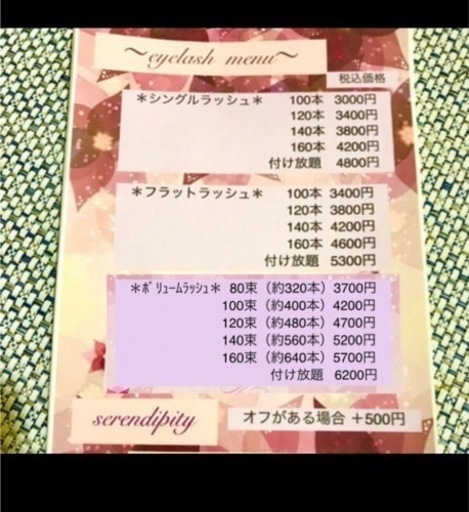 ～eyelash menu～
税込価格
＊シングルラッシュ＊ 100本 3000円
120本 3400円
140本 3800円
160本 4200円
付け放題 4800円
＊フラットラッシュ＊ 100本 3400円
120本 3800円
140本 4200円
160本 4600円
付け放題 5300円
＊ﾎﾞﾘｭｰﾑﾗｯｼｭ＊ 80束（約320本）3700円
100束（約400本）4200円
120束（約480本）4700円
140束（約560本）5200円
160束（約640本）5700円
付け放題 6200円
serendipity
オフがある場合 ＋500円